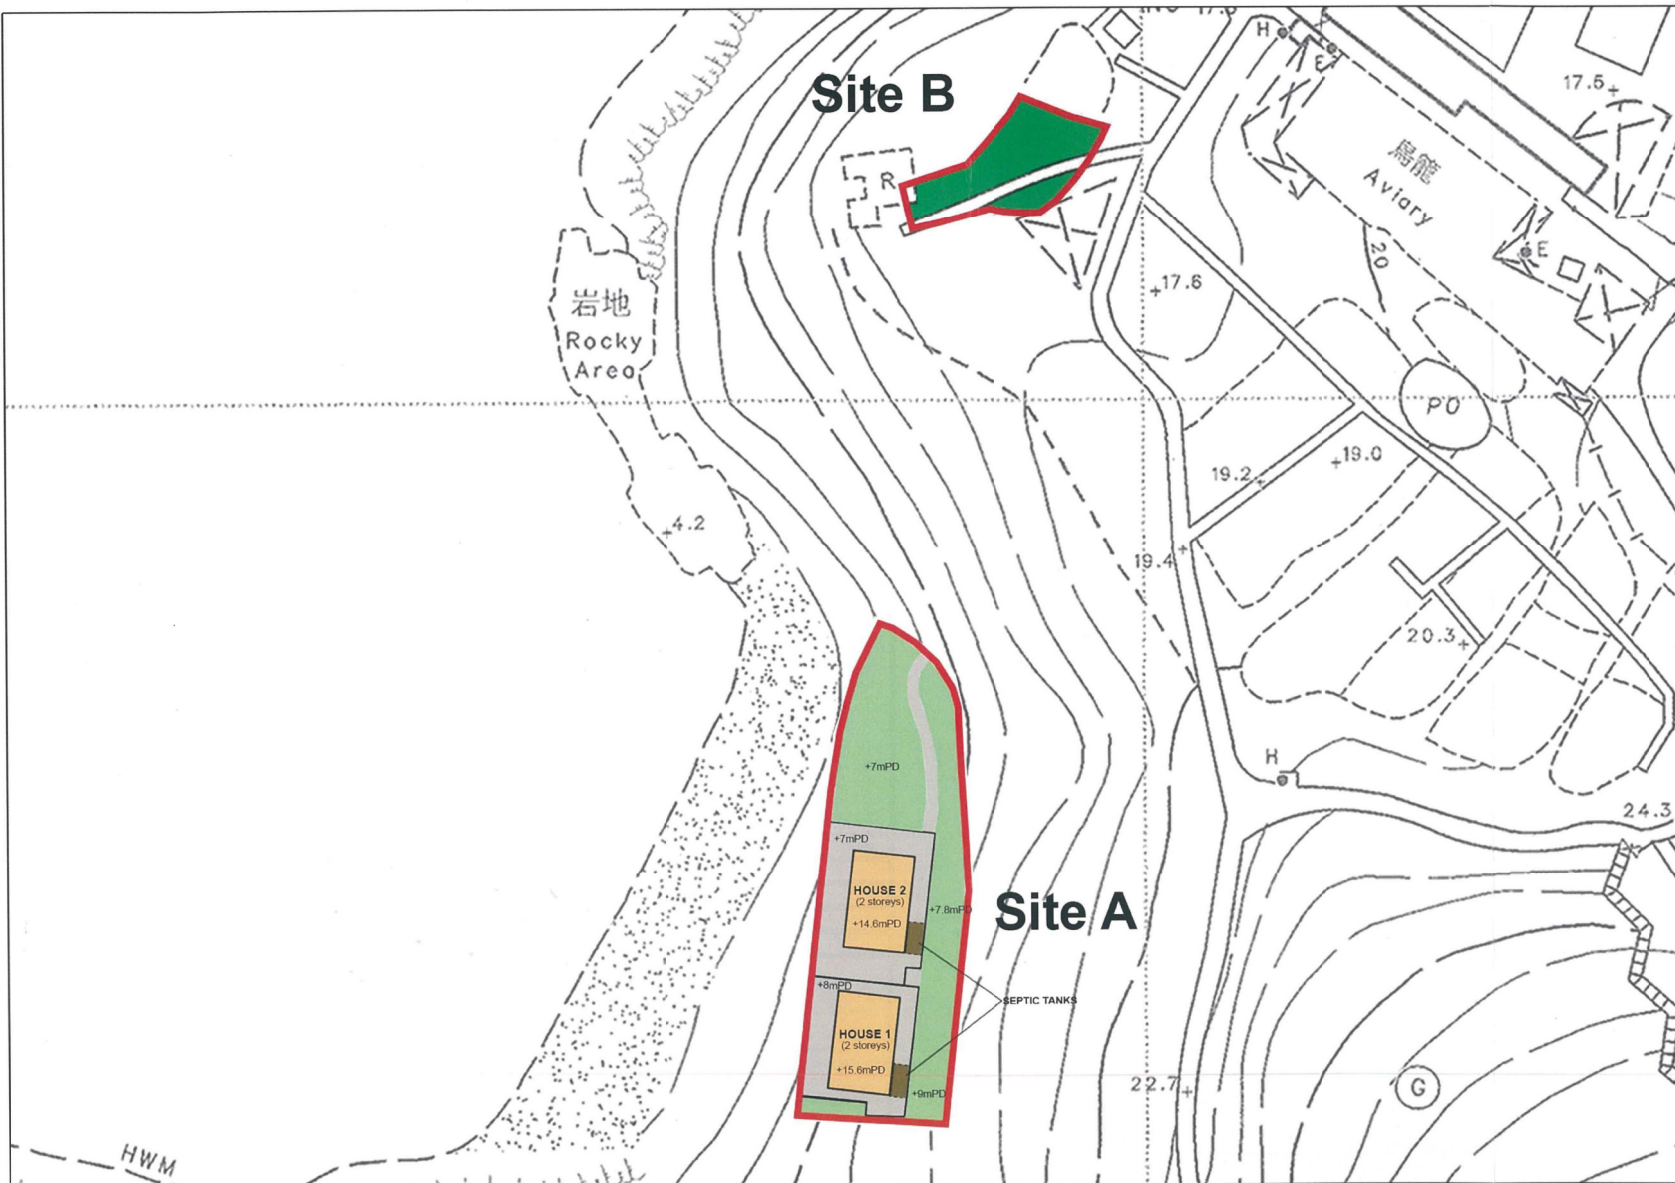 H
E
17.5
Site B
鳥籠
Aviary
R
E
20
17.6
岩地
Rocky
Area
PO
19.2
19.0
4.2
19.4
20.3
H
+7mPD
24.3
+7mPD
HOUSE 2
(2 storeys)
+14.6mPD
+7.8mPD
Site A
+8mPD
SEPTIC TANKS
HOUSE 1
(2 storeys)
+15.6mPD
+9mPD
22.7
G
HWM